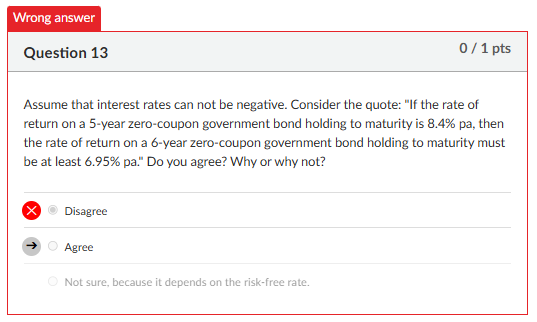 Wrong answer
Question 13
0 / 1 pts
Assume that interest rates can not be negative. Consider the quote: "If the rate of
return on a 5-year zero-coupon government bond holding to maturity is 8.4% pa, then
the rate of return on a 6-year zero-coupon government bond holding to maturity must
be at least 6.95% pa." Do you agree? Why or why not?
Disagree
Agree
Not sure, because it depends on the risk-free rate.